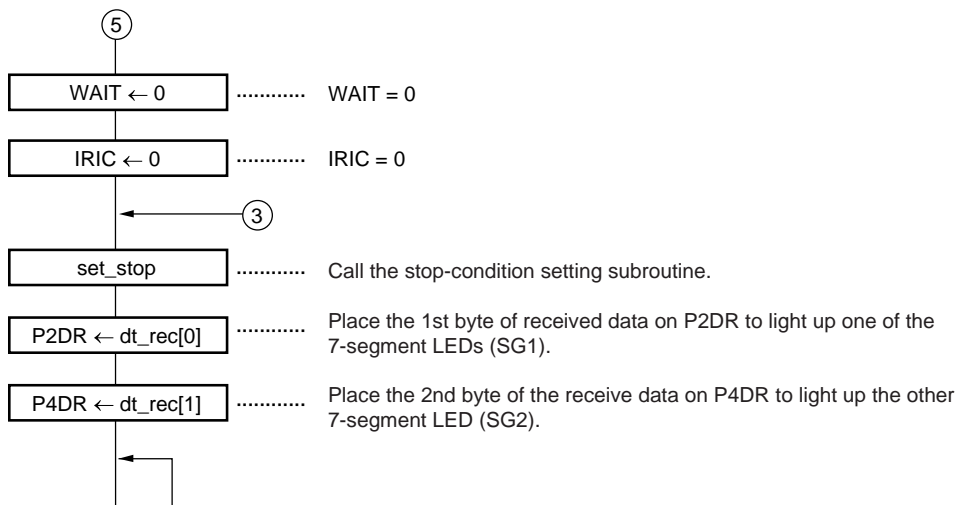 5
WAIT ← 0 ............ WAIT = 0
IRIC ← 0 ............ IRIC = 0
3
set_stop ............ Call the stop-condition setting subroutine.
P2DR ← dt_rec[0] ............ Place the 1st byte of received data on P2DR to light up one of the
7-segment LEDs (SG1).
P4DR ← dt_rec[1] ............ Place the 2nd byte of the receive data on P4DR to light up the other
7-segment LED (SG2).